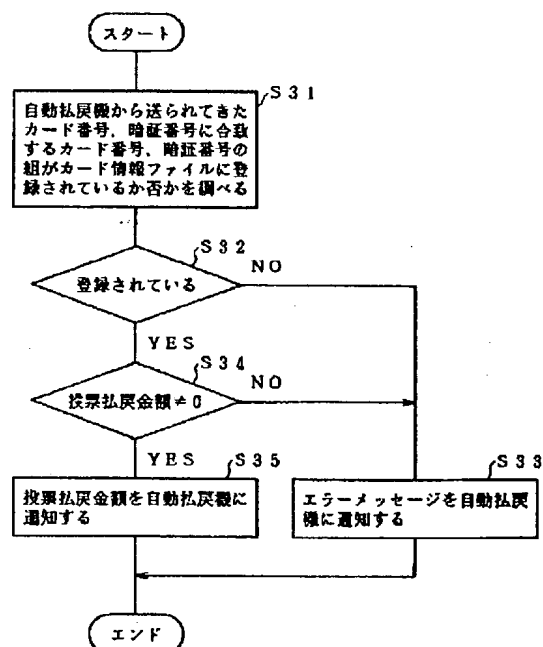 スタート
S31
自動払戻機から送られてきた
カード番号，暗証番号に合致
するカード番号，暗証番号の
組がカード情報ファイルに登
録されているか否かを調べる
S32
登録されている
NO
YES
S34
投票払戻金額≠0
NO
YES
S35
投票払戻金額を自動払戻機に
通知する
S33
エラーメッセージを自動払戻
機に通知する
エンド